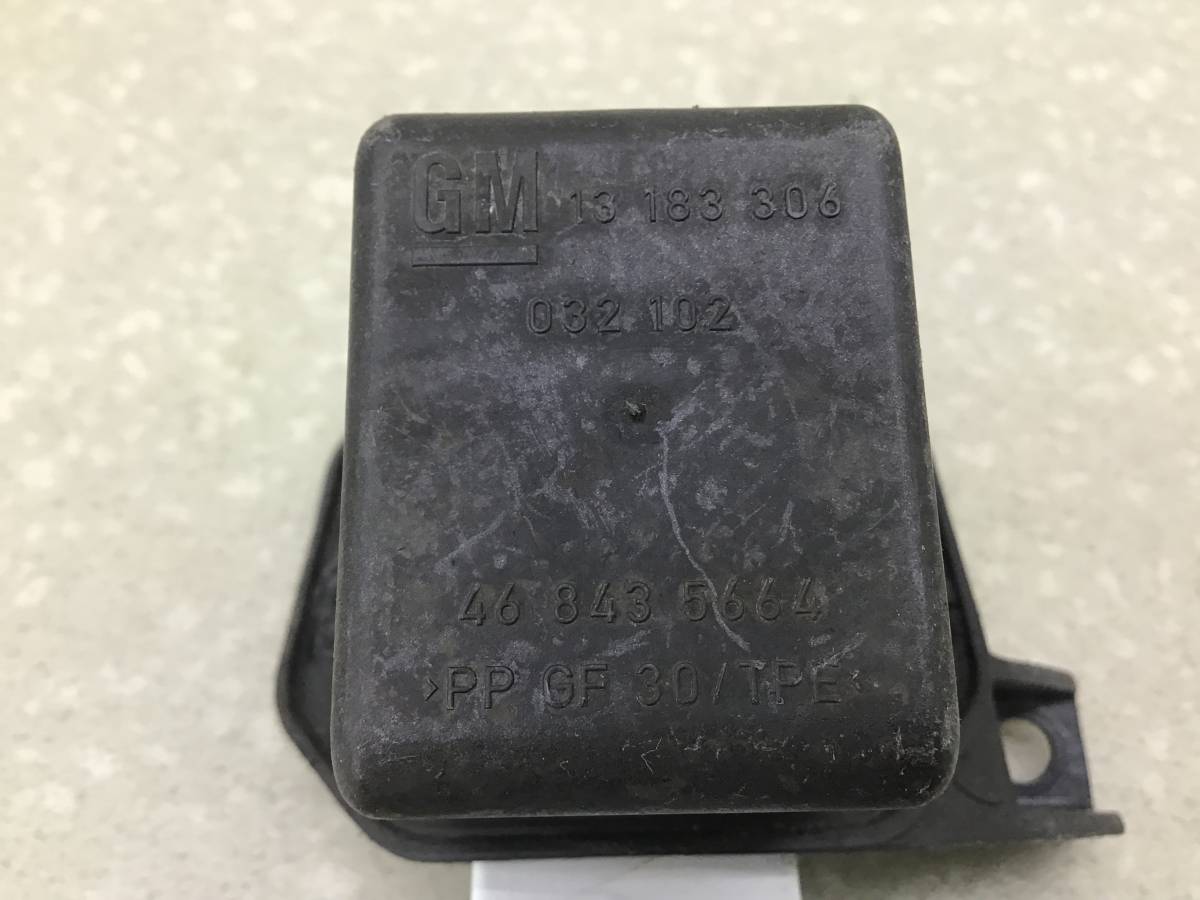 GM 13 183 306
032 102
46 843 5664
>PP GF 30/TPE<